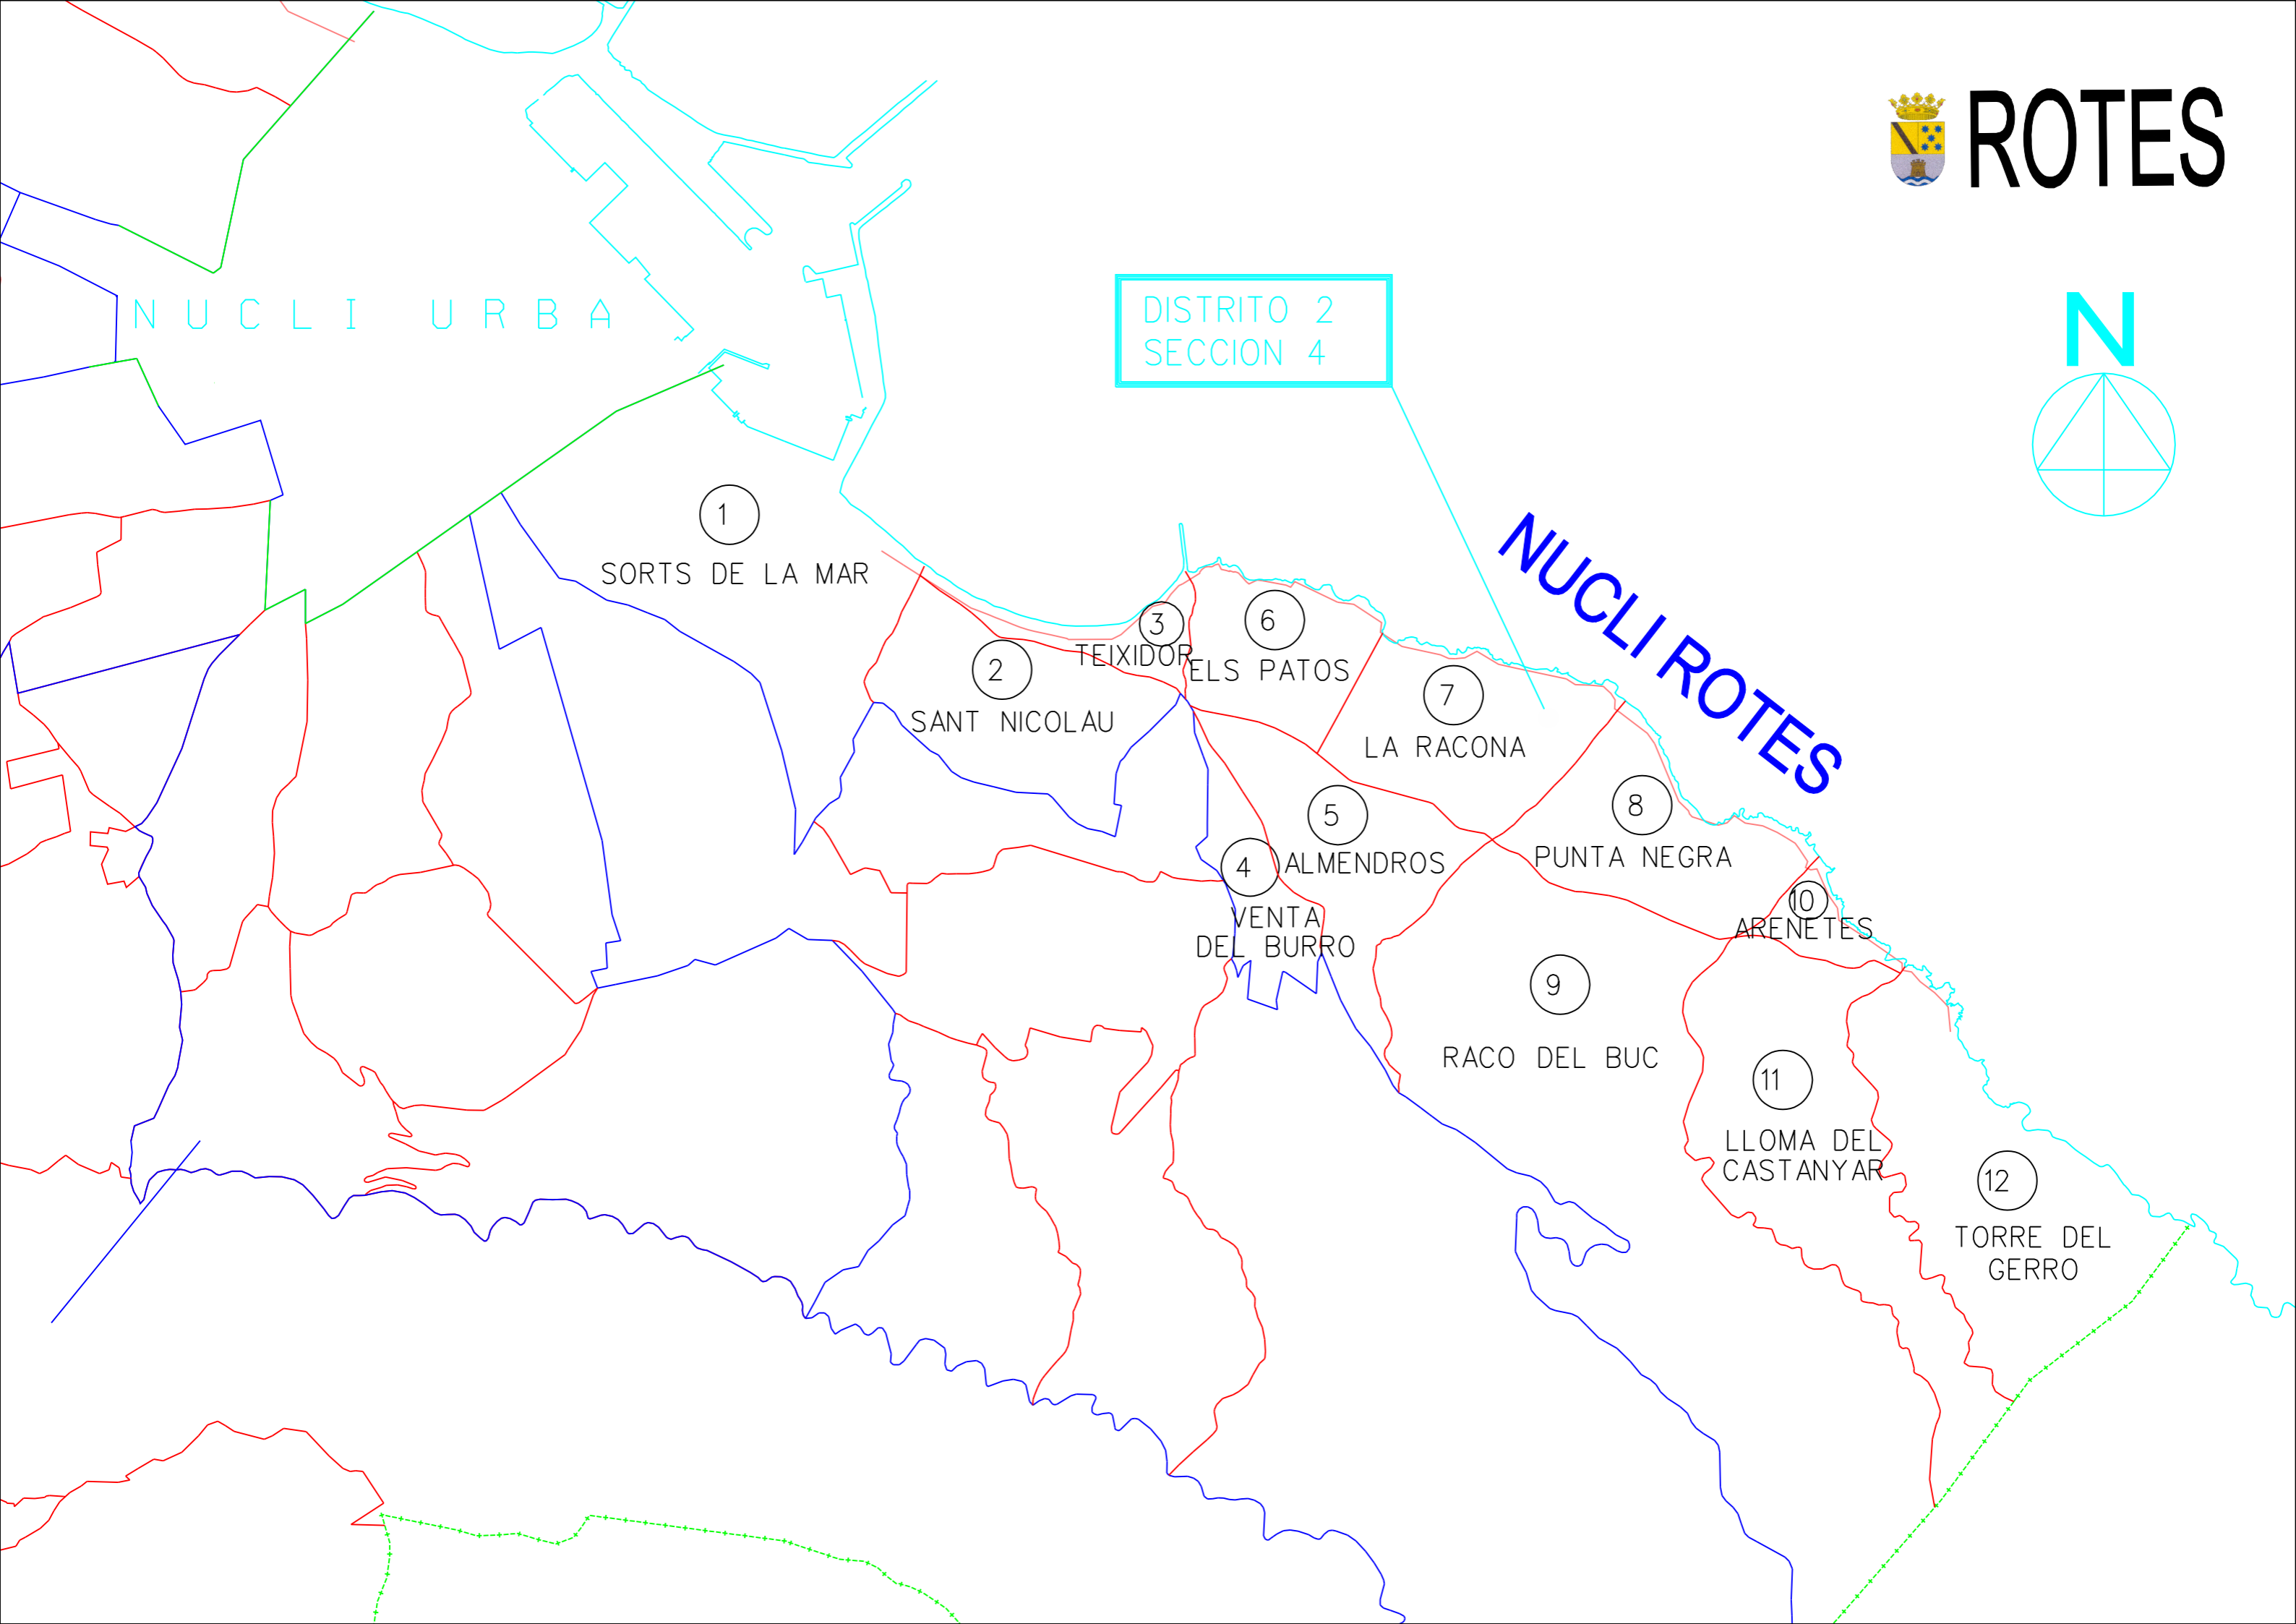 ROTES
NUCLI URBA
DISTRITO 2
SECCION 4
N
NUCLI ROTES
1
SORTS DE LA MAR
2
SANT NICOLAU
3
TEIXIDOR
6
ELS PATOS
7
LA RACONA
5
ALMENDROS
4
VENTA
DEL BURRO
8
PUNTA NEGRA
10
ARENETES
9
RACO DEL BUC
11
LLOMA DEL
CASTANYAR
12
TORRE DEL
GERRO